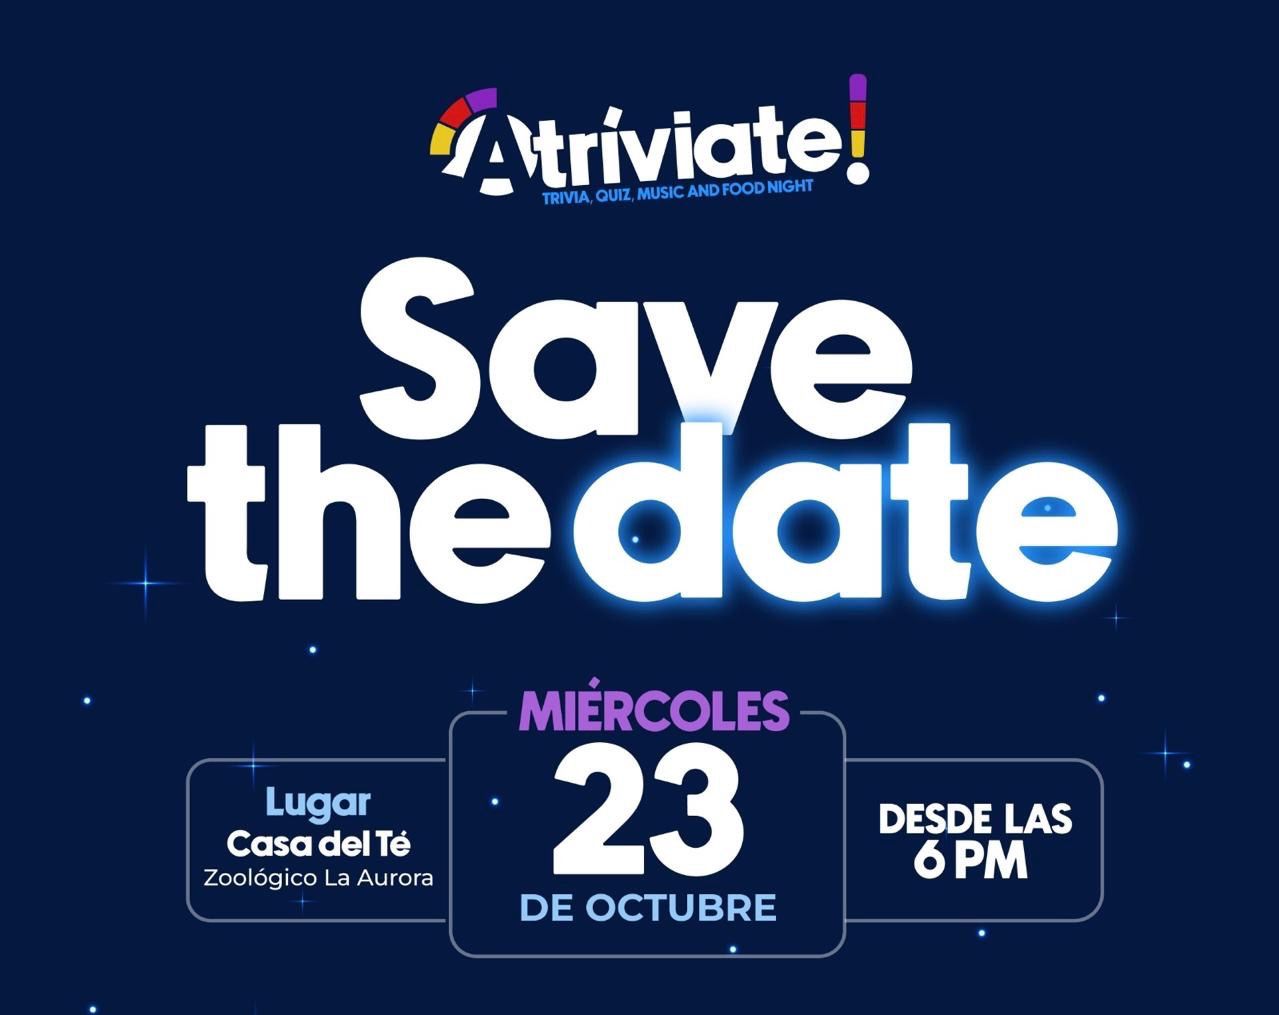 Atríviate!
TRIVIA, QUIZ, MUSIC AND FOOD NIGHT
Save
the date
Lugar
Casa del Té
Zoológico La Aurora
MIÉRCOLES
23
DE OCTUBRE
DESDE LAS
6 PM